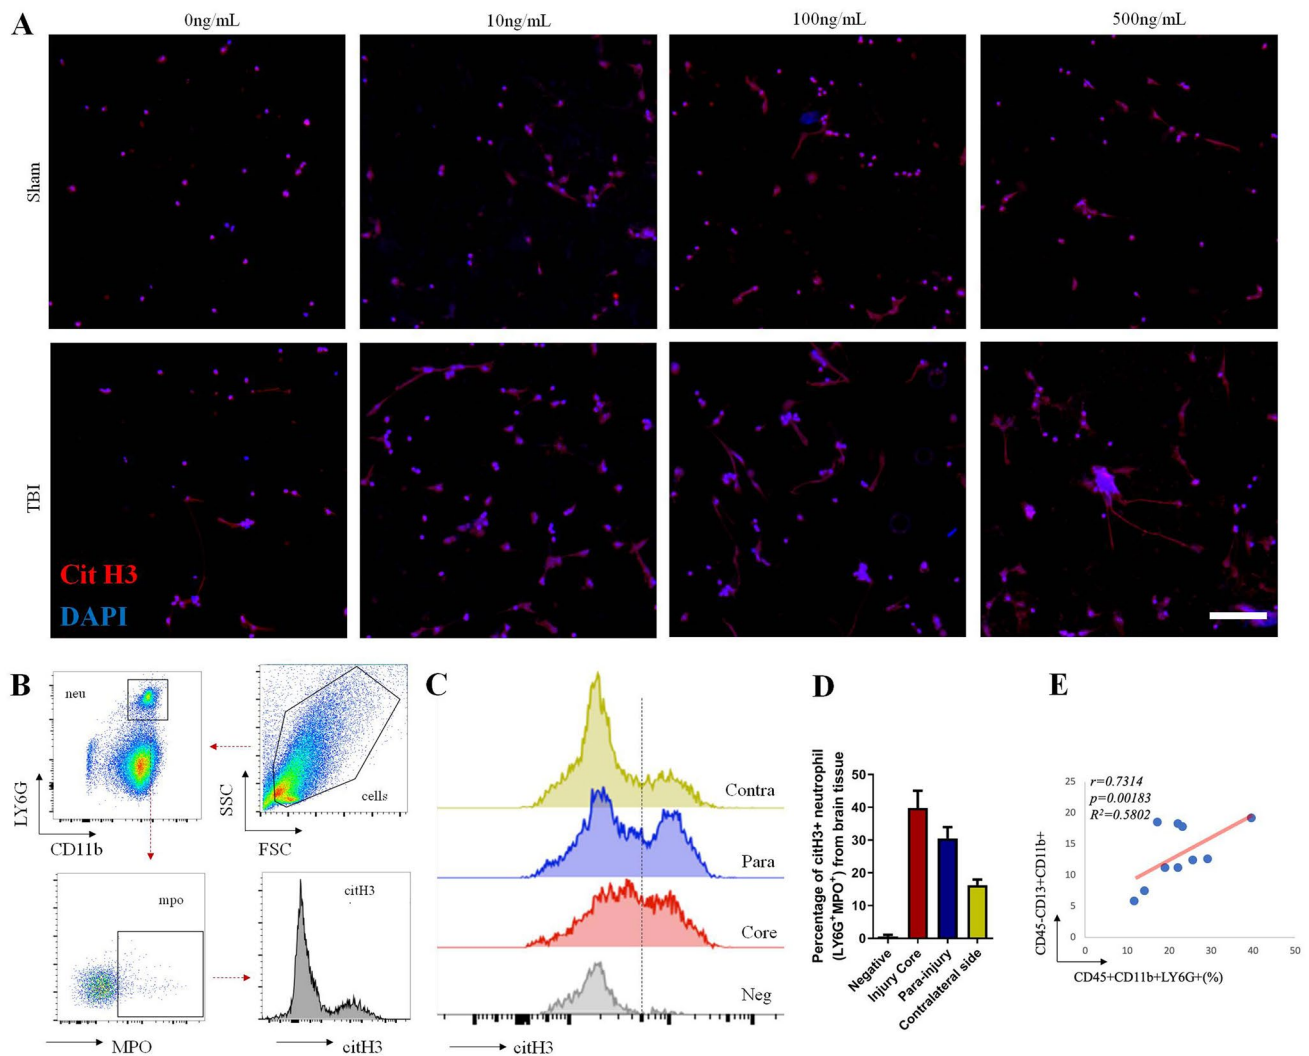 A
0ng/mL
10ng/mL
100ng/mL
500ng/mL
Sham
TBI
Cit H3
DAPI
B
neu
LY6G
CD11b
cells
SSC
FSC
mpo
MPO
citH3
citH3
C
Contra
Para
Core
Neg
citH3
D
Percentage of citH3+ neutrophil
(LY6G⁺MPO⁺) from brain tissue
50
40
30
20
10
0
Negative
Injury Core
Para-injury
Contralateral side
E
r=0.7314
p=0.00183
R²=0.5802
CD45-CD13+CD11b+
25
20
15
10
5
0
0
10
20
30
40
50
CD45+CD11b+LY6G+(%)